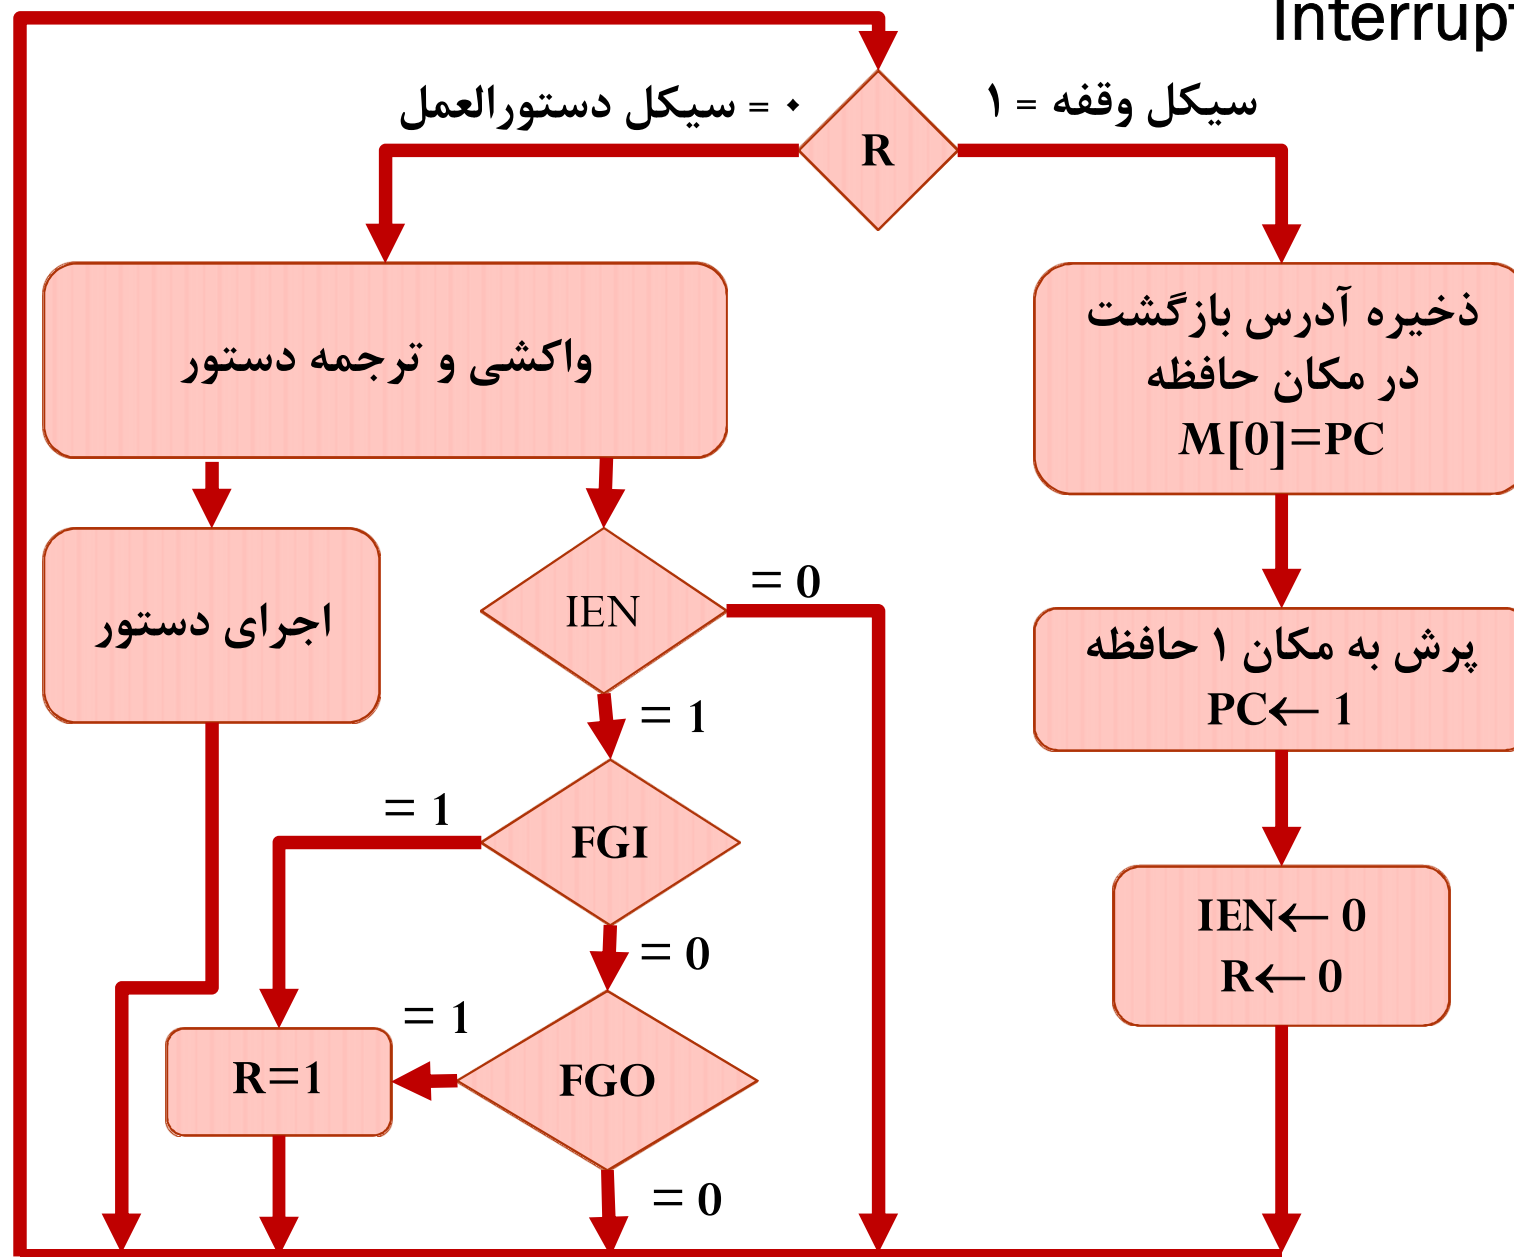 Interrupt
سیکل دستورالعمل = ۰
سیکل وقفه = ۱
R
واکشی و ترجمه دستور
ذخیره آدرس بازگشت
در مکان حافظه
M[0]=PC
اجرای دستور
IEN
= 0
= 1
پرش به مکان ۱ حافظه
PC← 1
= 1
FGI
= 0
IEN← 0
R← 0
= 1
R=1
FGO
= 0